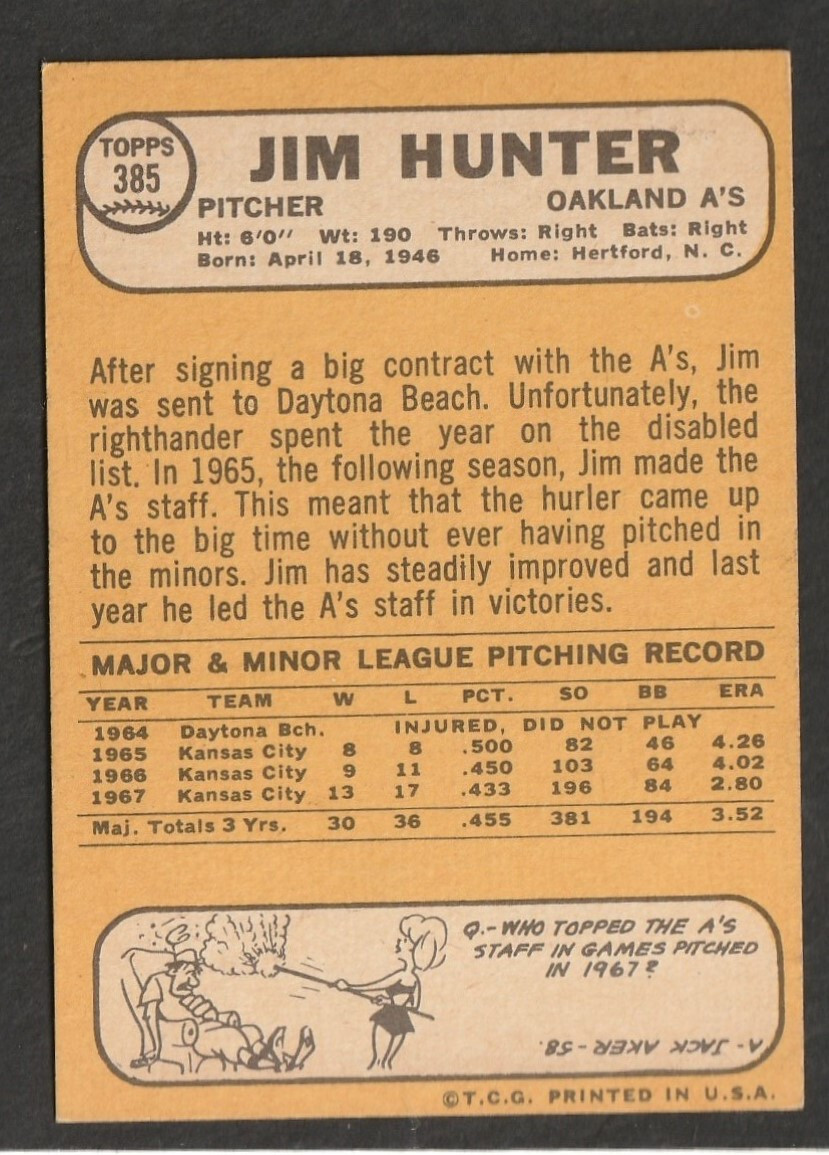 TOPPS
385
JIM HUNTER
PITCHER OAKLAND A'S
Ht: 6'0'' Wt: 190 Throws: Right Bats: Right
Born: April 18, 1946 Home: Hertford, N. C.
After signing a big contract with the A's, Jim
was sent to Daytona Beach. Unfortunately, the
righthander spent the year on the disabled
list. In 1965, the following season, Jim made the
A's staff. This meant that the hurler came up
to the big time without ever having pitched in
the minors. Jim has steadily improved and last
year he led the A's staff in victories.
MAJOR & MINOR LEAGUE PITCHING RECORD
YEAR TEAM W L PCT. SO BB ERA
1964 Daytona Bch. INJURED, DID NOT PLAY
1965 Kansas City 8 8 .500 82 46 4.26
1966 Kansas City 9 11 .450 103 64 4.02
1967 Kansas City 13 17 .433 196 84 2.80
Maj. Totals 3 Yrs. 30 36 .455 381 194 3.52
Q.-WHO TOPPED THE A'S
STAFF IN GAMES PITCHED
IN 1967?
A- JACK AKER-58.
©T.C.G. PRINTED IN U.S.A.